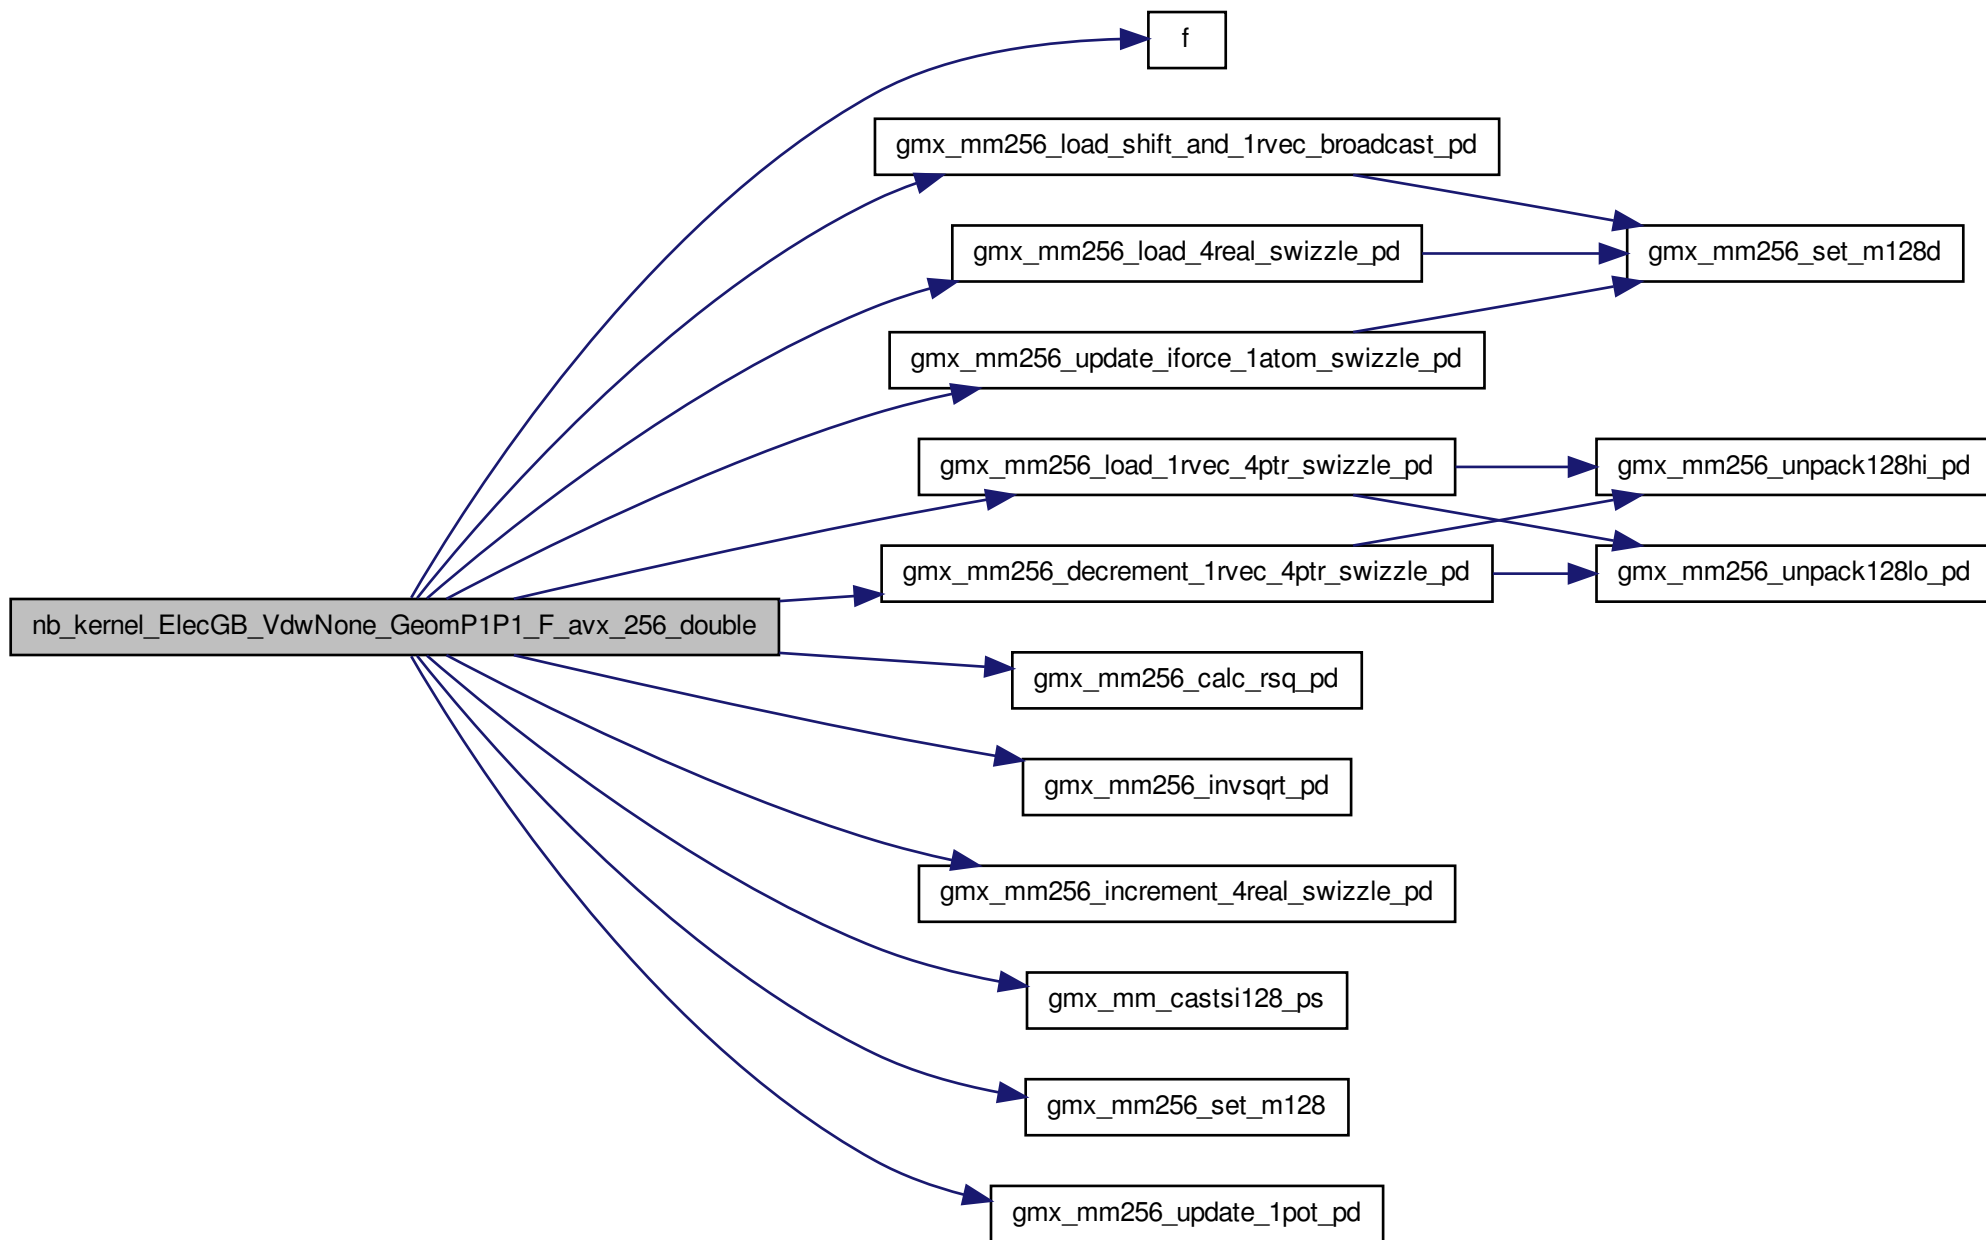 f
gmx_mm256_load_shift_and_1rvec_broadcast_pd
gmx_mm256_load_4real_swizzle_pd
gmx_mm256_set_m128d
gmx_mm256_update_iforce_1atom_swizzle_pd
gmx_mm256_load_1rvec_4ptr_swizzle_pd
gmx_mm256_unpack128hi_pd
gmx_mm256_decrement_1rvec_4ptr_swizzle_pd
gmx_mm256_unpack128lo_pd
nb_kernel_ElecGB_VdwNone_GeomP1P1_F_avx_256_double
gmx_mm256_calc_rsq_pd
gmx_mm256_invsqrt_pd
gmx_mm256_increment_4real_swizzle_pd
gmx_mm_castsi128_ps
gmx_mm256_set_m128
gmx_mm256_update_1pot_pd